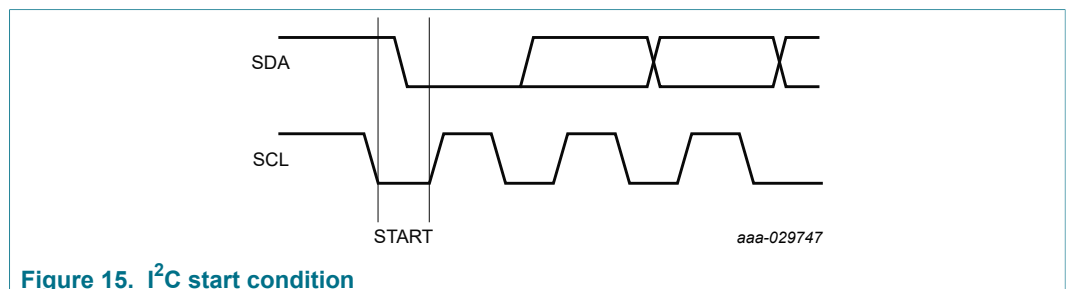 SDA
SCL
START
aaa-029747
Figure 15. I²C start condition